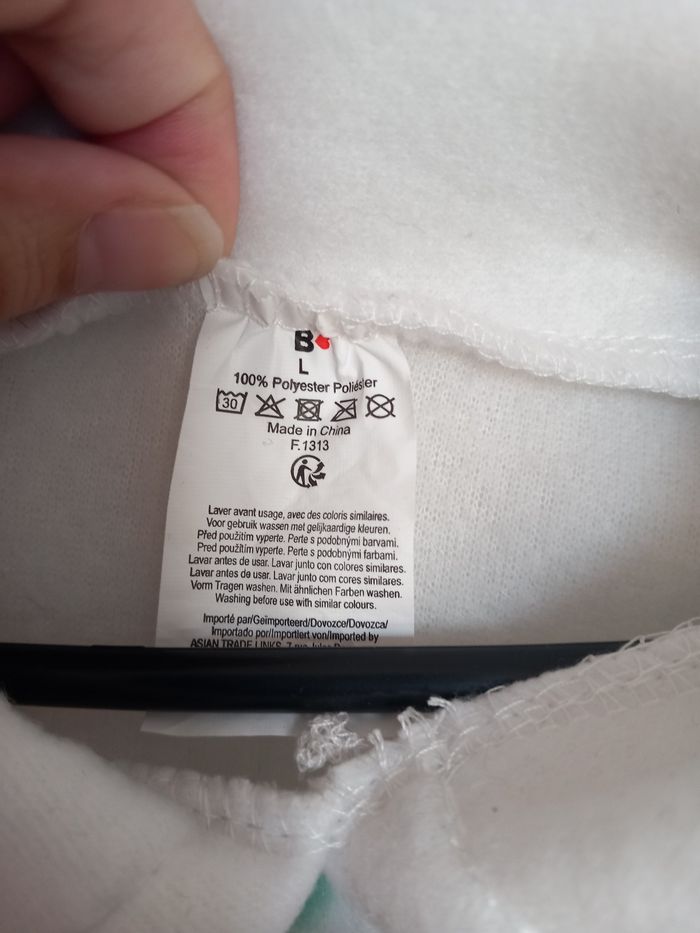 B
L
100% Polyester Poliéster
30
Made in China
F.1313
Laver avant usage, avec des coloris similaires.
Voor gebruik wassen met gelijkaardige kleuren.
Před použitím vyperte. Perte s podobnými barvami.
Pred použitím vyperte. Perte s podobnými farbami.
Lavar antes de usar. Lavar junto con colores similares.
Lavar antes de usar. Lavar junto com cores similares.
Vorm Tragen waschen. Mit ähnlichen Farben washen.
Washing before use with similar colours.
Importé par/Geïmporteerd/Dovozce/Dovozca/
Importado por/Importiert von/Imported by
ASIAN TRADE LINKS, 7